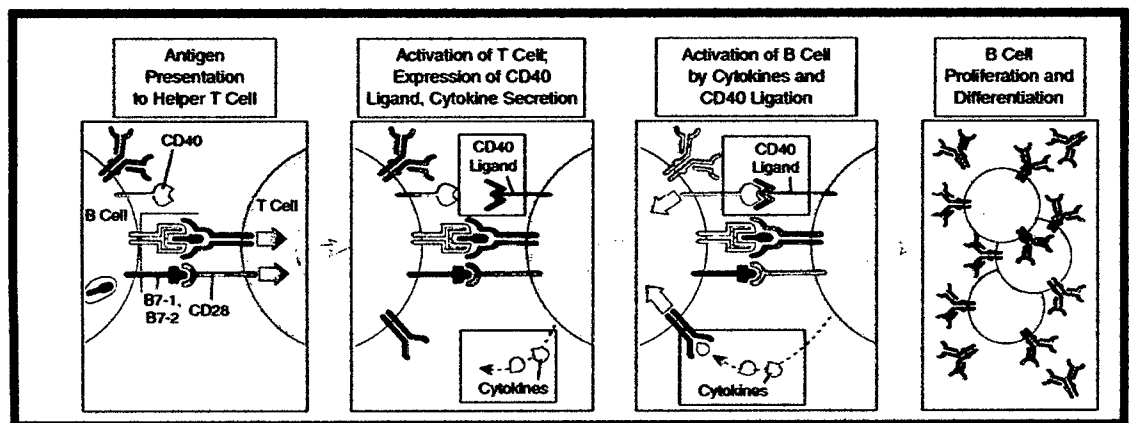 Antigen
Presentation
to Helper T Cell
Activation of T Cell;
Expression of CD40
Ligand, Cytokine Secretion
Activation of B Cell
by Cytokines and
CD40 Ligation
B Cell
Proliferation and
Differentiation
CD40
B Cell
T Cell
B7-1,
B7-2
CD28
CD40
Ligand
Cytokines
CD40
Ligand
Cytokines